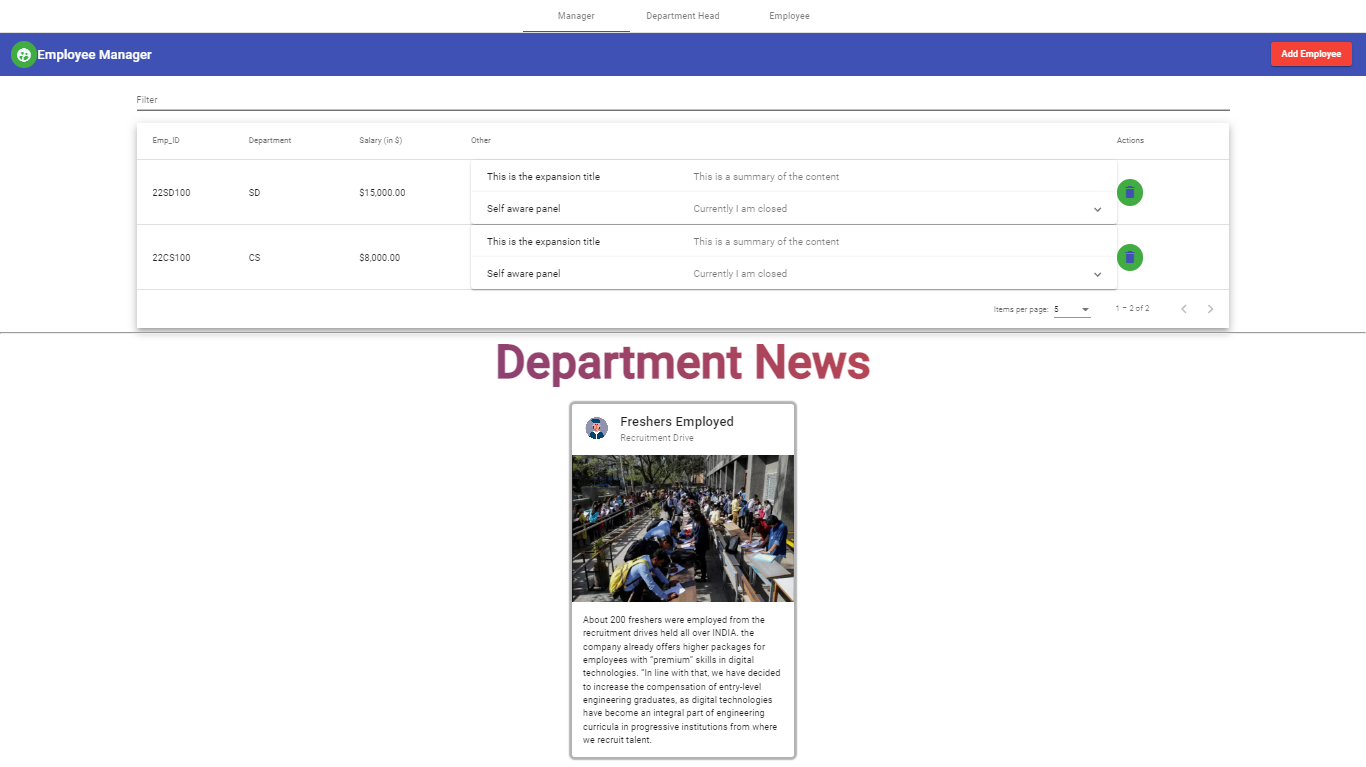 Manager Department Head Employee
Employee Manager Add Employee
Filter
Emp_ID Department Salary (in $) Other Actions
This is the expansion title This is a summary of the content
22SD100 SD $15,000.00
Self aware panel Currently I am closed
This is the expansion title This is a summary of the content
22CS100 CS $8,000.00
Self aware panel Currently I am closed
Items per page: 5 1 – 2 of 2
Department News
Freshers Employed
Recruitment Drive
About 200 freshers were employed from the
recruitment drives held all over INDIA. the
company already offers higher packages for
employees with “premium” skills in digital
technologies. “In line with that, we have decided
to increase the compensation of entry-level
engineering graduates, as digital technologies
have become an integral part of engineering
curricula in progressive institutions from where
we recruit talent.